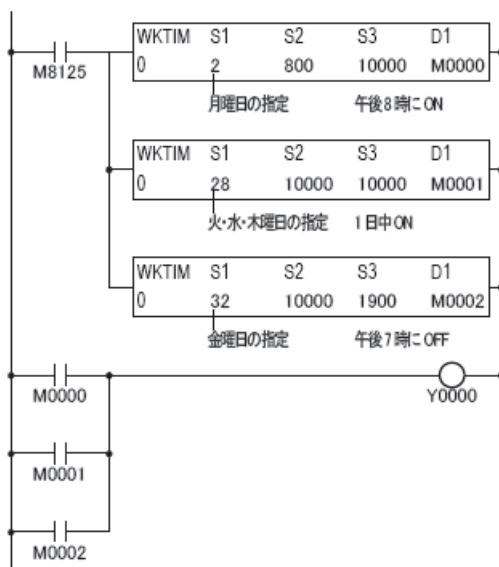 WKTIM S1 S2 S3 D1
0 2 800 10000 M0000
M8125
月曜日の指定 午後8時にON
WKTIM S1 S2 S3 D1
0 28 10000 10000 M0001
火・水・木曜日の指定 1日中ON
WKTIM S1 S2 S3 D1
0 32 10000 1900 M0002
金曜日の指定 午後7時にOFF
M0000 Y0000
M0001
M0002